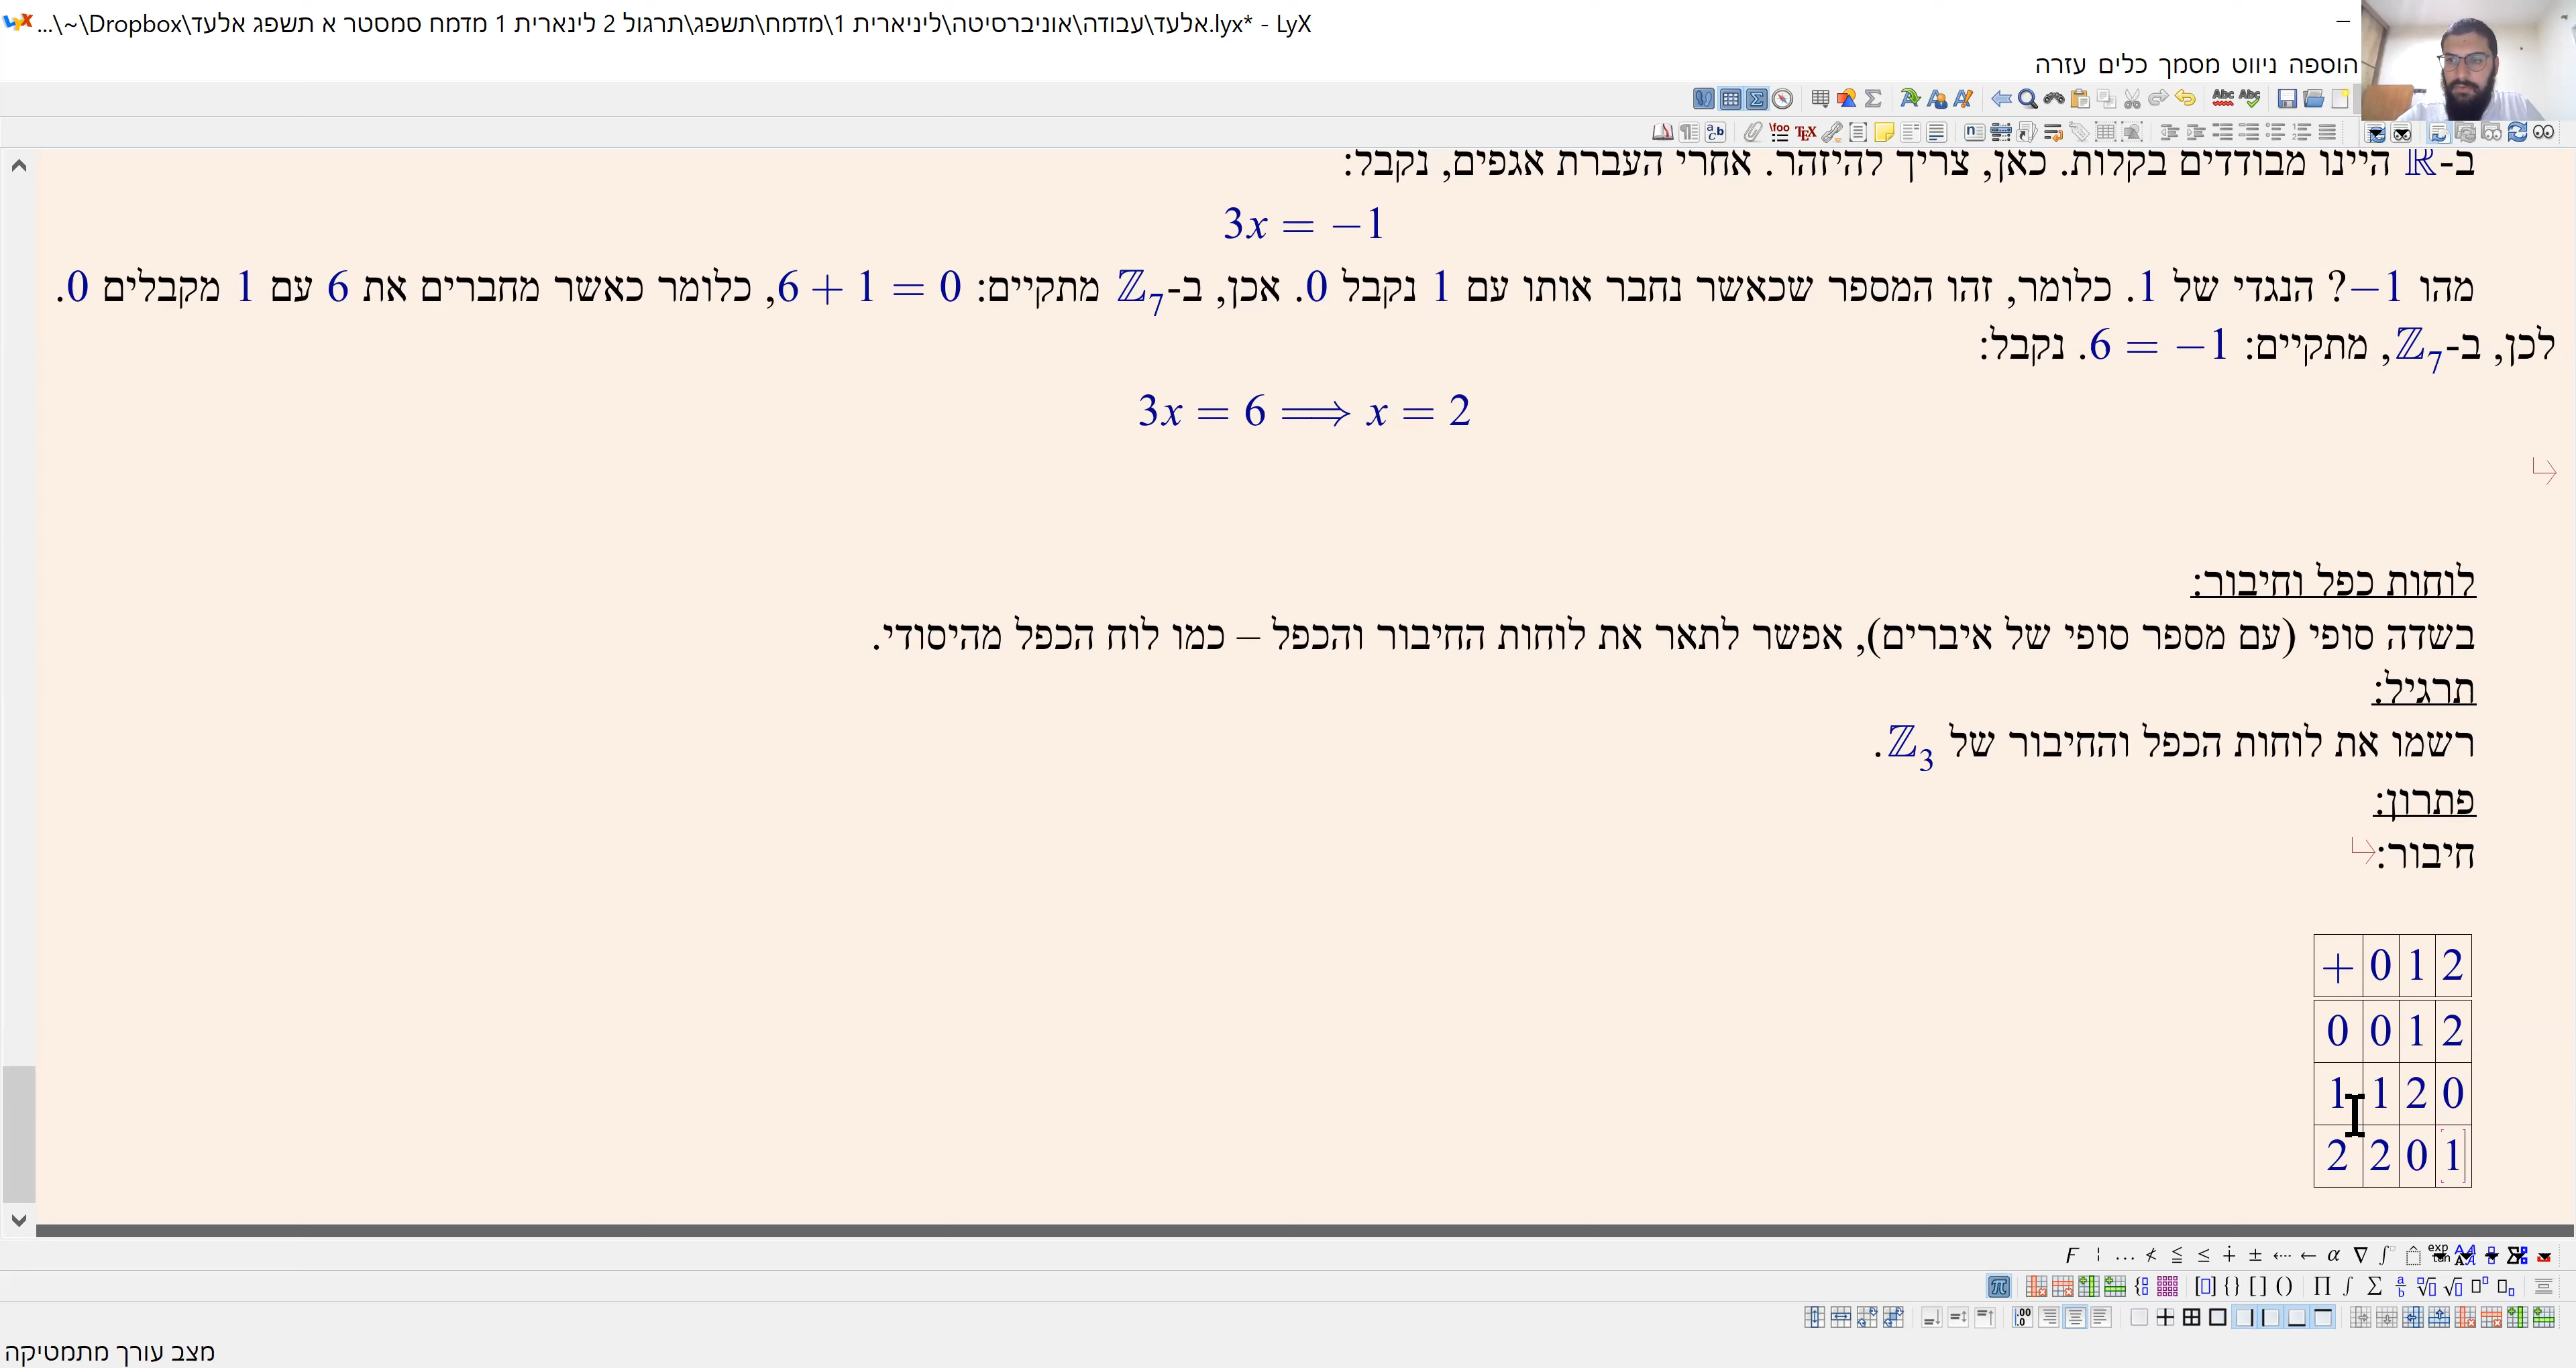 ...\~\Dropbox\אלעד\עבודה\אוניברסיטה\ליניארית 1\מדמח\תשפג\תרגול 2 לינארית 1 מדמח סמסטר א תשפג אלעד.lyx* - LyX
הוספה ניווט מסמך כלים עזרה
ב-ℝ היינו מבודדים בקלות. כאן, צריך להיזהר. אחרי העברת אגפים, נקבל:
3x = −1
מהו −1? הנגדי של 1. כלומר, זהו המספר שכאשר נחבר אותו עם 1 נקבל 0. אכן, ב-ℤ₇ מתקיים: 6 + 1 = 0, כלומר כאשר מחברים את 6 עם 1 מקבלים 0.
לכן, ב-ℤ₇, מתקיים: 6 = −1. נקבל:
3x = 6 ⟹ x = 2
לוחות כפל וחיבור:
בשדה סופי (עם מספר סופי של איברים), אפשר לתאר את לוחות החיבור והכפל – כמו לוח הכפל מהיסודי.
תרגיל:
רשמו את לוחות הכפל והחיבור של ℤ₃.
פתרון:
חיבור:
+ 0 1 2
0 0 1 2
1 1 2 0
2 2 0 1
מצב עורך מתמטיקה